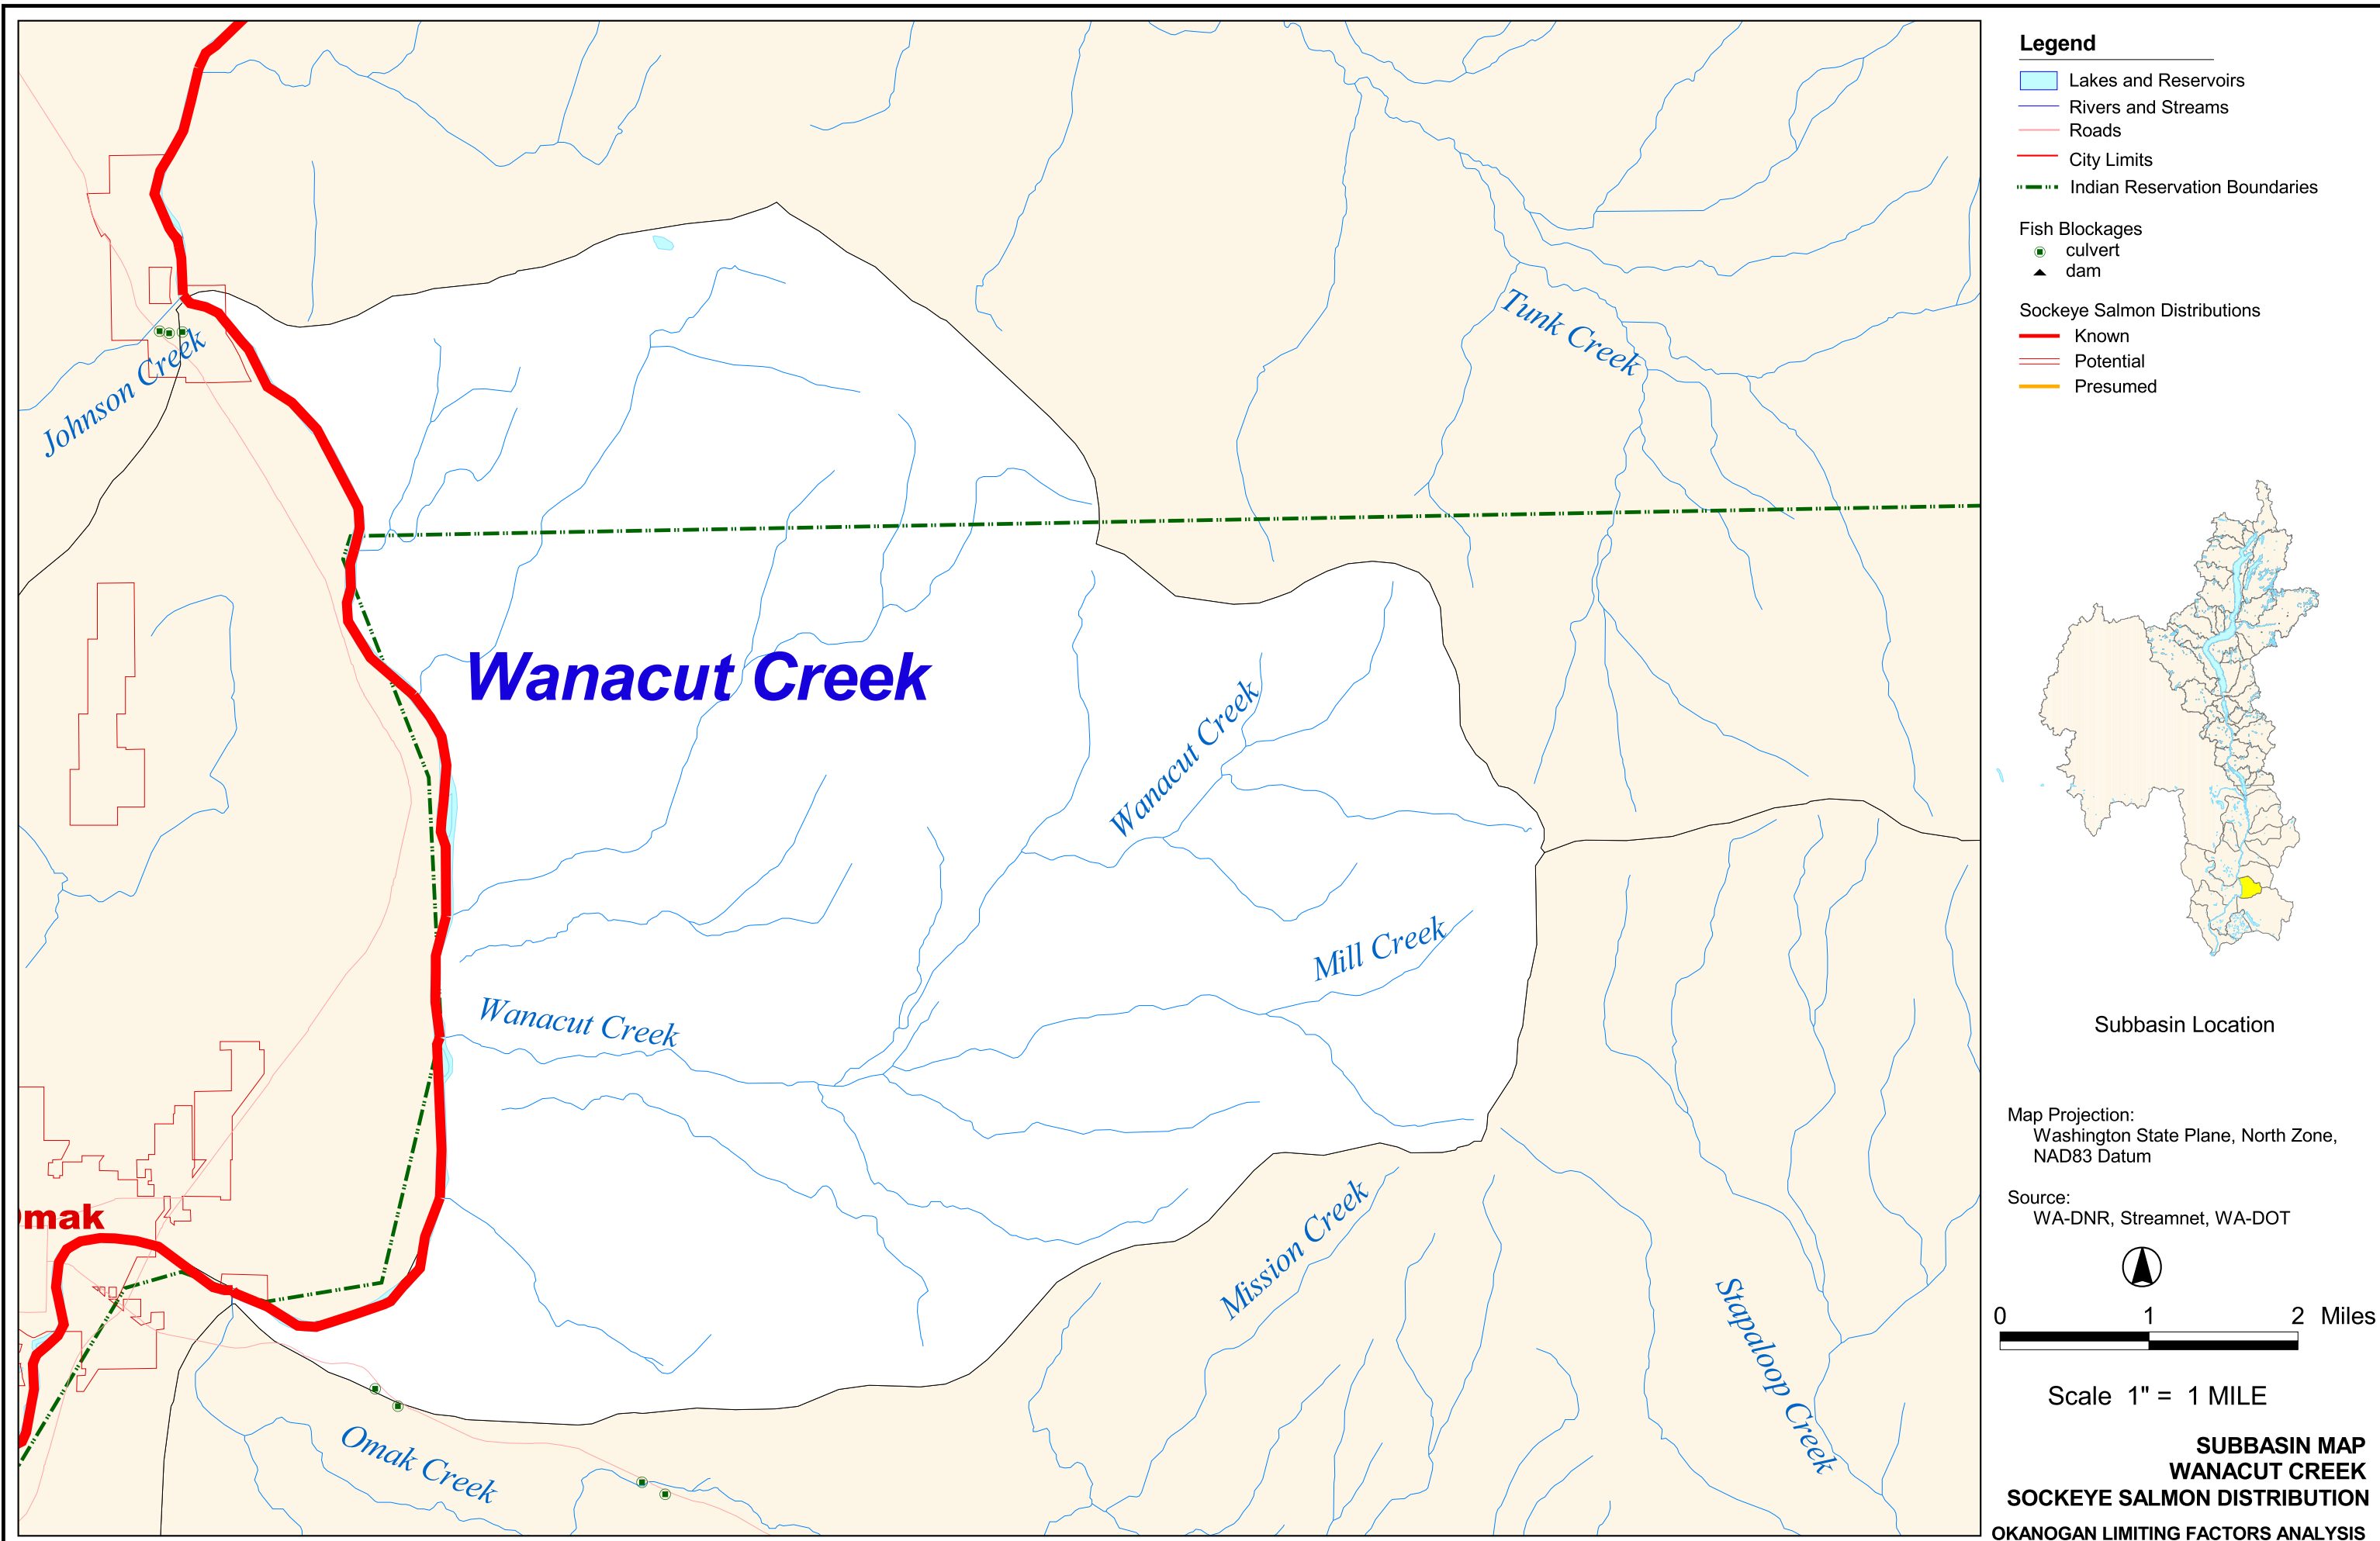 Legend
Lakes and Reservoirs
Rivers and Streams
Roads
City Limits
Indian Reservation Boundaries
Fish Blockages
culvert
dam
Sockeye Salmon Distributions
Known
Potential
Presumed
Tunk Creek
Johnson Creek
Wanacut Creek
Wanacut Creek
Mill Creek
Wanacut Creek
Mission Creek
Stapaloop Creek
Omak Creek
mak
Subbasin Location
Map Projection:
Washington State Plane, North Zone,
NAD83 Datum
Source:
WA-DNR, Streamnet, WA-DOT
0 1 2 Miles
Scale 1" = 1 MILE
SUBBASIN MAP
WANACUT CREEK
SOCKEYE SALMON DISTRIBUTION
OKANOGAN LIMITING FACTORS ANALYSIS